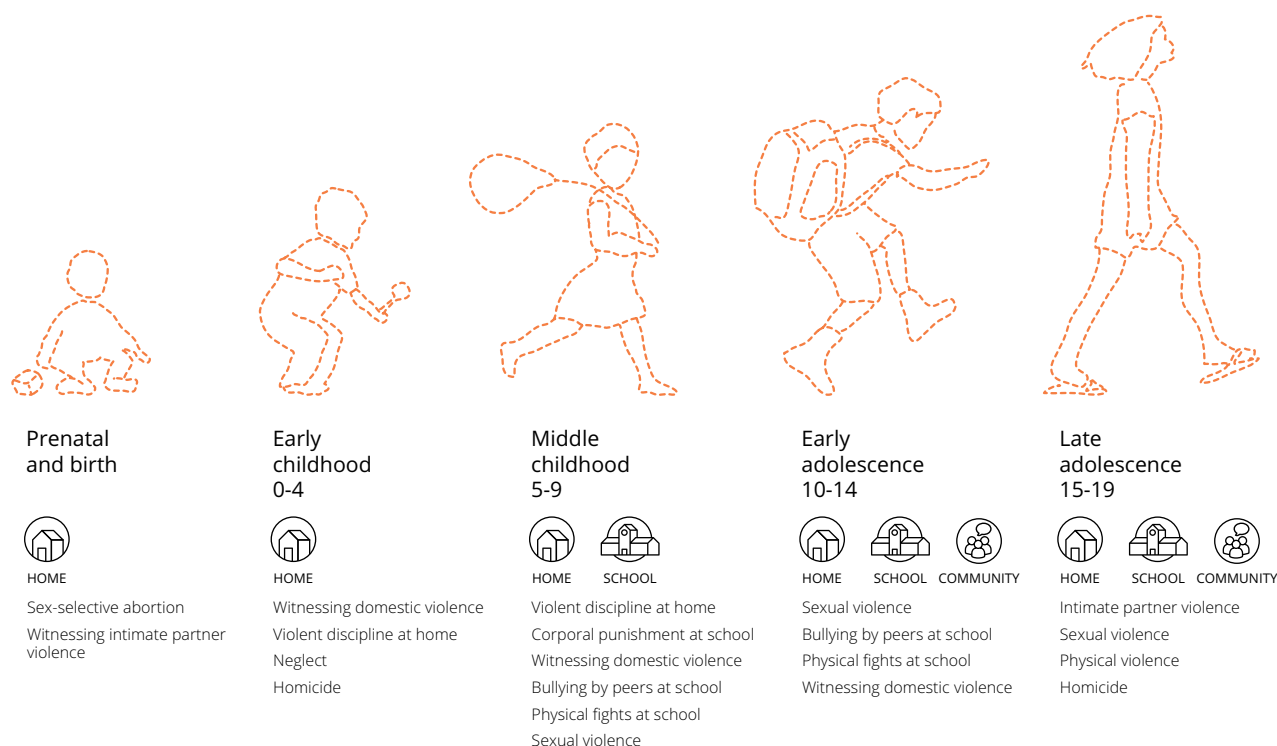 Prenatal
and birth
HOME
Sex-selective abortion
Witnessing intimate partner
violence
Early
childhood
0-4
HOME
Witnessing domestic violence
Violent discipline at home
Neglect
Homicide
Middle
childhood
5-9
HOME SCHOOL
Violent discipline at home
Corporal punishment at school
Witnessing domestic violence
Bullying by peers at school
Physical fights at school
Sexual violence
Early
adolescence
10-14
HOME SCHOOL COMMUNITY
Sexual violence
Bullying by peers at school
Physical fights at school
Witnessing domestic violence
Late
adolescence
15-19
HOME SCHOOL COMMUNITY
Intimate partner violence
Sexual violence
Physical violence
Homicide